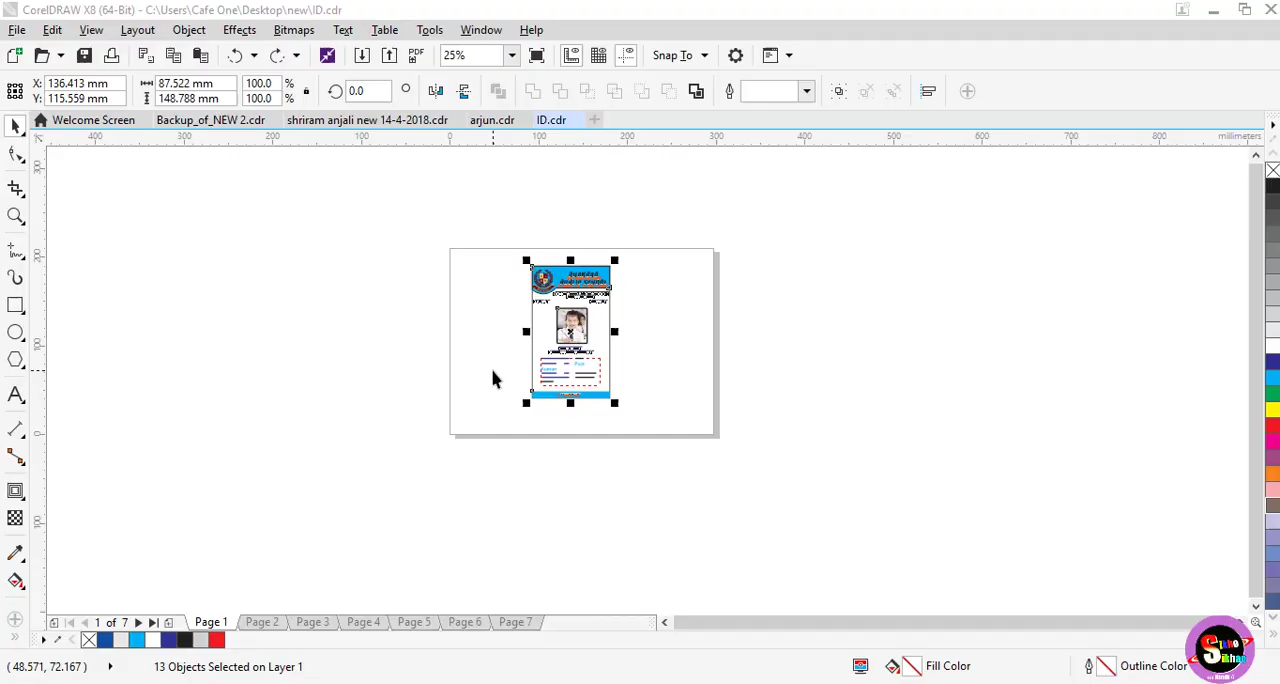 CorelDRAW X8 (64-Bit) - C:\Users\Cafe One\Desktop\new\ID.cdr
File Edit View Layout Object Effects Bitmaps Text Table Tools Window Help
25% Snap To
X: 136.413 mm 87.522 mm 100.0 % 0.0
Y: 115.559 mm 148.788 mm 100.0 %
Welcome Screen Backup_of_NEW 2.cdr shriram anjali new 14-4-2018.cdr arjun.cdr ID.cdr
400 300 200 100 0 100 200 300 400 500 600 700 800 millimeters
300
200
100
0
100
1 of 7 Page 1 Page 2 Page 3 Page 4 Page 5 Page 6 Page 7
( 48.571, 72.167 ) 13 Objects Selected on Layer 1 Fill Color Outline Color